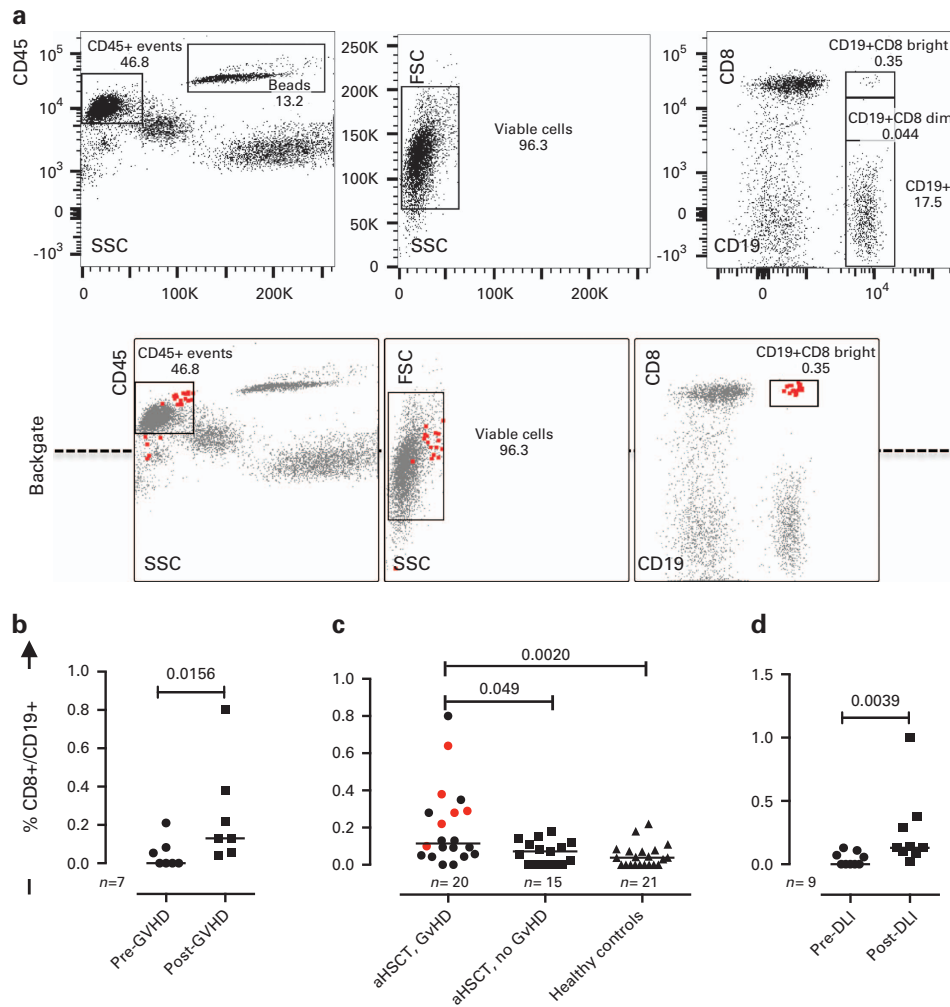 a
CD45
CD45+ events
46.8
Beads
13.2
SSC
10^5
10^4
10^3
0
-10^3
0
100K
200K
FSC
250K
200K
150K
100K
50K
0
Viable cells
96.3
SSC
0
100K
200K
CD8
CD19+CD8 bright
0.35
CD19+CD8 dim
0.044
CD19+
17.5
CD19
10^5
10^4
10^3
0
-10^3
0
10^4
Backgate
CD45
CD45+ events
46.8
SSC
FSC
Viable cells
96.3
SSC
CD8
CD19+CD8 bright
0.35
CD19
b
% CD8+/CD19+
1.0
0.8
0.6
0.4
0.2
0.0
0.0156
n=7
Pre-GVHD
Post-GVHD
c
1.0
0.8
0.6
0.4
0.2
0.0
0.0020
0.049
n= 20
n= 15
n= 21
aHSCT, GvHD
aHSCT, no GvHD
Healthy controls
d
1.5
1.0
0.5
0.0
0.0039
n= 9
Pre-DLI
Post-DLI